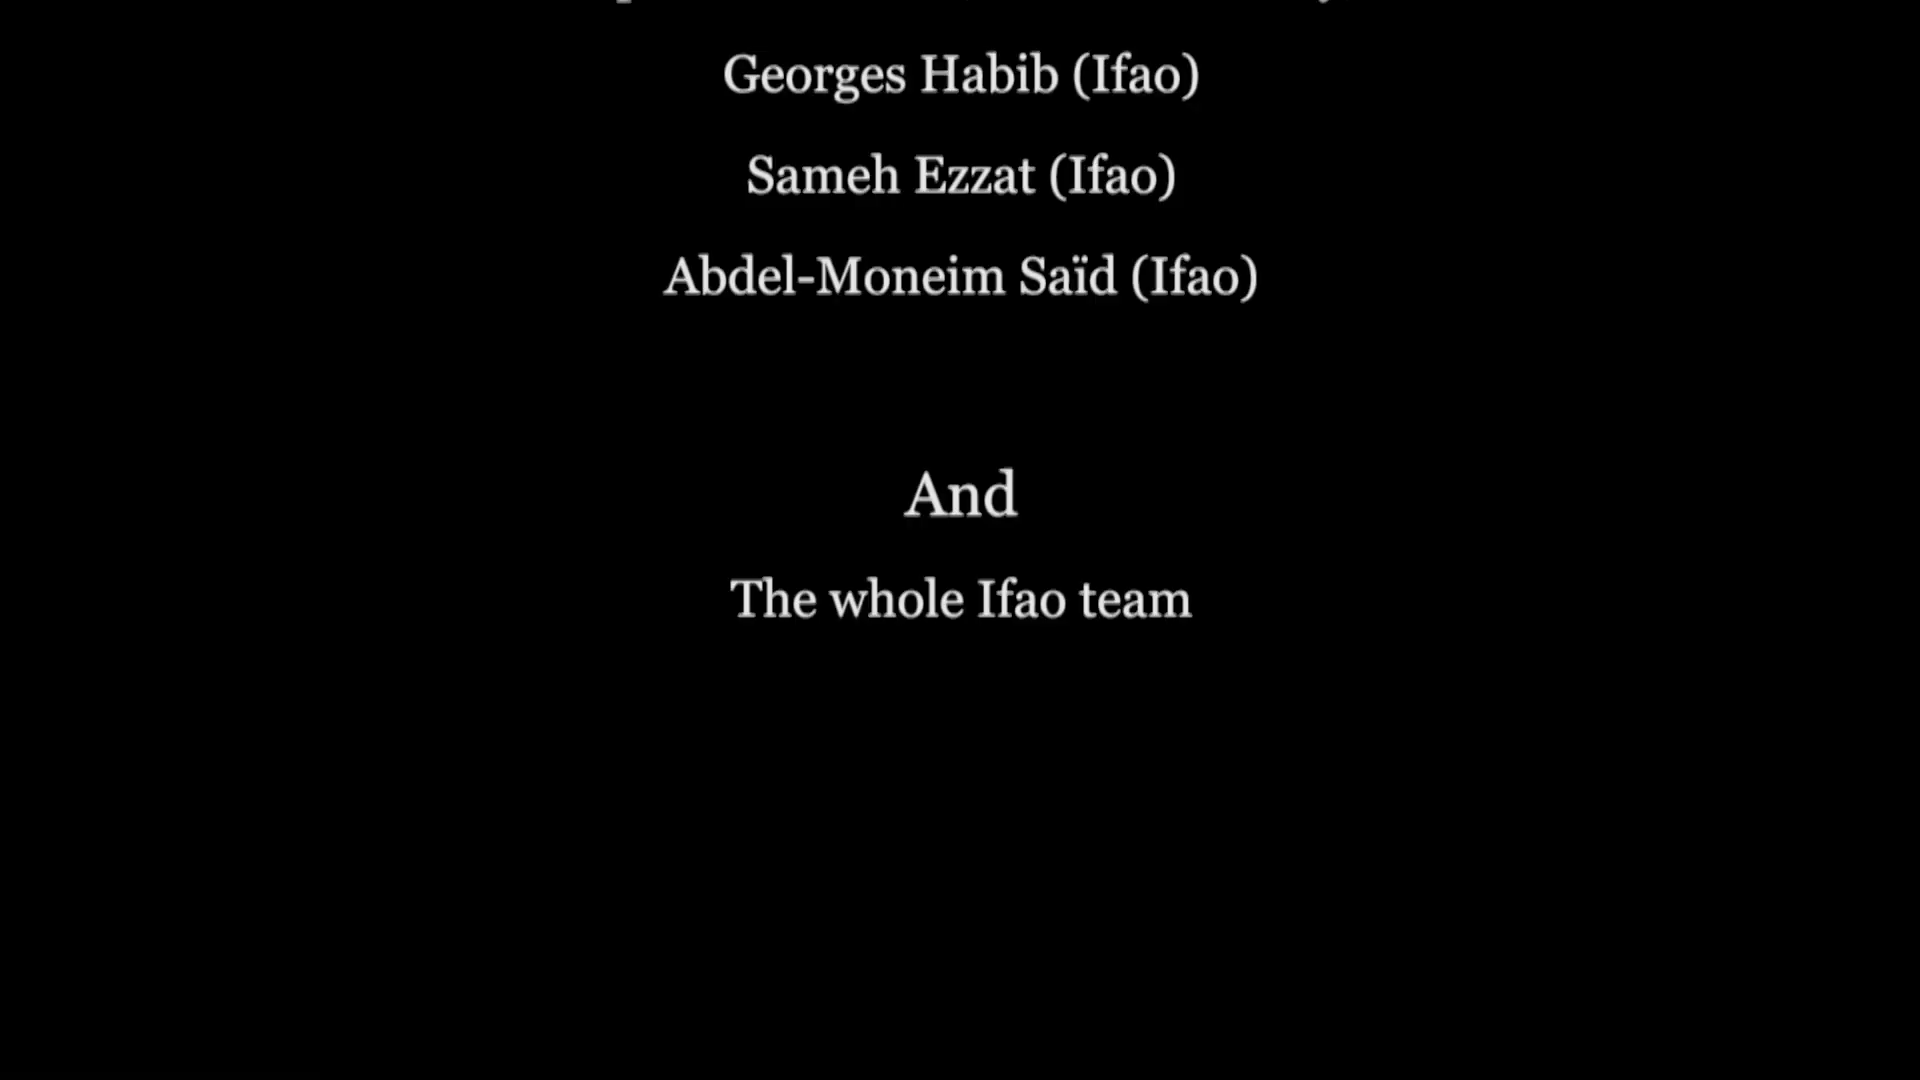 Georges Habib (Ifao)
Sameh Ezzat (Ifao)
Abdel-Moneim Saïd (Ifao)
And
The whole Ifao team